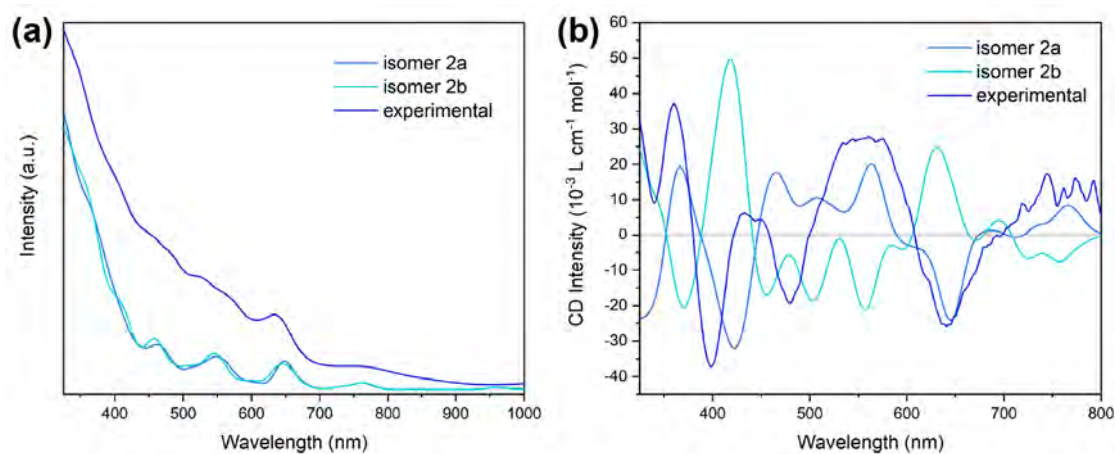 (a)
isomer 2a
isomer 2b
experimental
Intensity (a.u.)
400 500 600 700 800 900 1000
Wavelength (nm)
(b)
isomer 2a
isomer 2b
experimental
CD Intensity (10⁻³ L cm⁻¹ mol⁻¹)
60
50
40
30
20
10
0
-10
-20
-30
-40
400 500 600 700 800
Wavelength (nm)